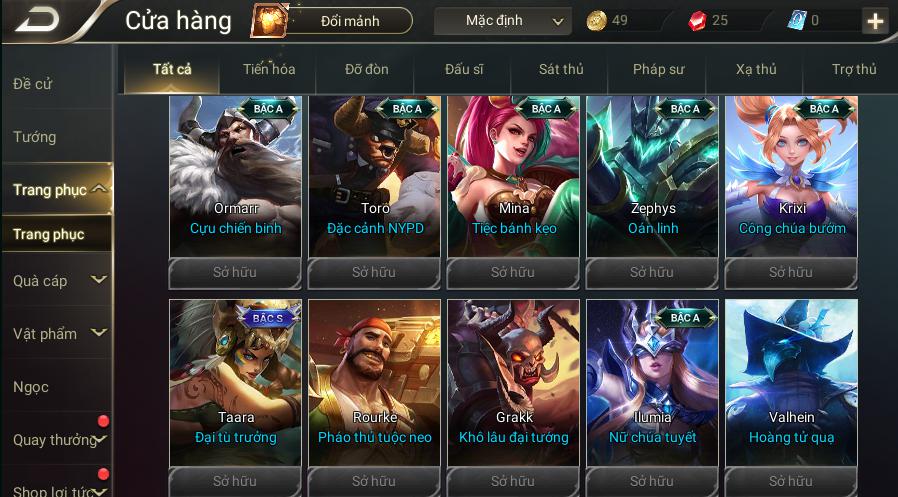 Cửa hàng
Đổi mảnh
Mặc định
49
25
0
Đề cử
Tướng
Trang phục
Trang phục
Quà cáp
Vật phẩm
Ngọc
Quay thưởng
Shop lợi tức
Tất cả
Tiến hóa
Đỡ đòn
Đấu sĩ
Sát thủ
Pháp sư
Xạ thủ
Trợ thủ
BẬC A
Ormarr
Cựu chiến binh
Sở hữu
BẬC A
Toro
Đặc cảnh NYPD
Sở hữu
BẬC A
Mina
Tiệc bánh kẹo
Sở hữu
BẬC A
Zephys
Oán linh
Sở hữu
BẬC A
Krixi
Công chúa bướm
Sở hữu
BẬC S
Taara
Đại tù trưởng
Sở hữu
Rourke
Pháo thủ tuộc neo
Sở hữu
Grakk
Khô lâu đại tướng
Sở hữu
BẬC A
Ilumia
Nữ chúa tuyết
Sở hữu
Valhein
Hoàng tử quạ
Sở hữu